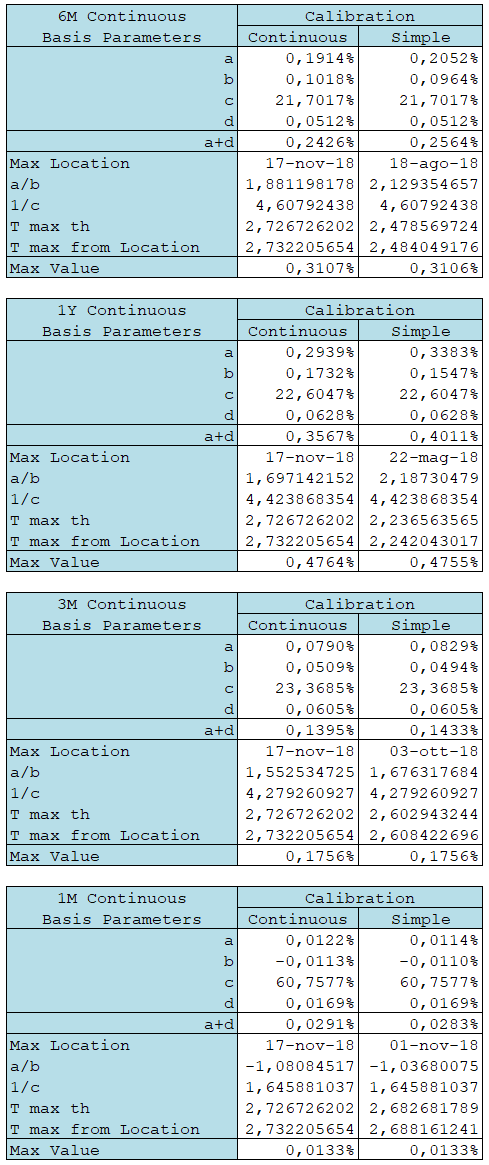 6M Continuous Calibration
Basis Parameters Continuous Simple
a 0,1914% 0,2052%
b 0,1018% 0,0964%
c 21,7017% 21,7017%
d 0,0512% 0,0512%
a+d 0,2426% 0,2564%
Max Location 17-nov-18 18-ago-18
a/b 1,881198178 2,129354657
1/c 4,60792438 4,60792438
T max th 2,726726202 2,478569724
T max from Location 2,732205654 2,484049176
Max Value 0,3107% 0,3106%
1Y Continuous Calibration
Basis Parameters Continuous Simple
a 0,2939% 0,3383%
b 0,1732% 0,1547%
c 22,6047% 22,6047%
d 0,0628% 0,0628%
a+d 0,3567% 0,4011%
Max Location 17-nov-18 22-mag-18
a/b 1,697142152 2,18730479
1/c 4,423868354 4,423868354
T max th 2,726726202 2,236563565
T max from Location 2,732205654 2,242043017
Max Value 0,4764% 0,4755%
3M Continuous Calibration
Basis Parameters Continuous Simple
a 0,0790% 0,0829%
b 0,0509% 0,0494%
c 23,3685% 23,3685%
d 0,0605% 0,0605%
a+d 0,1395% 0,1433%
Max Location 17-nov-18 03-ott-18
a/b 1,552534725 1,676317684
1/c 4,279260927 4,279260927
T max th 2,726726202 2,602943244
T max from Location 2,732205654 2,608422696
Max Value 0,1756% 0,1756%
1M Continuous Calibration
Basis Parameters Continuous Simple
a 0,0122% 0,0114%
b -0,0113% -0,0110%
c 60,7577% 60,7577%
d 0,0169% 0,0169%
a+d 0,0291% 0,0283%
Max Location 17-nov-18 01-nov-18
a/b -1,08084517 -1,03680075
1/c 1,645881037 1,645881037
T max th 2,726726202 2,682681789
T max from Location 2,732205654 2,688161241
Max Value 0,0133% 0,0133%